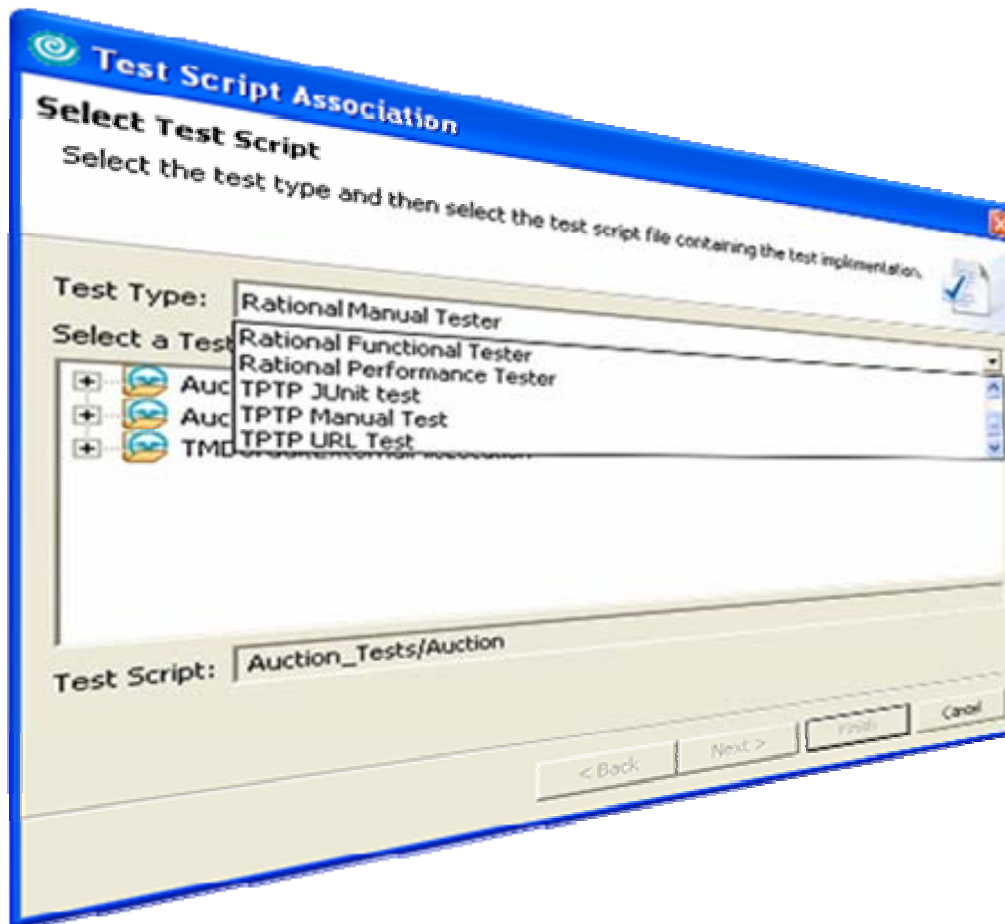 Test Script Association
Select Test Script
Select the test type and then select the test script file containing the test implementation.
Test Type:
Rational Manual Tester
Select a Test
Rational Functional Tester
Rational Performance Tester
Auc
TPTP JUnit test
Auc
TPTP Manual Test
TMD
TPTP URL Test
Test Script:
Auction_Tests/Auction
< Back
Next >
Finish
Cancel